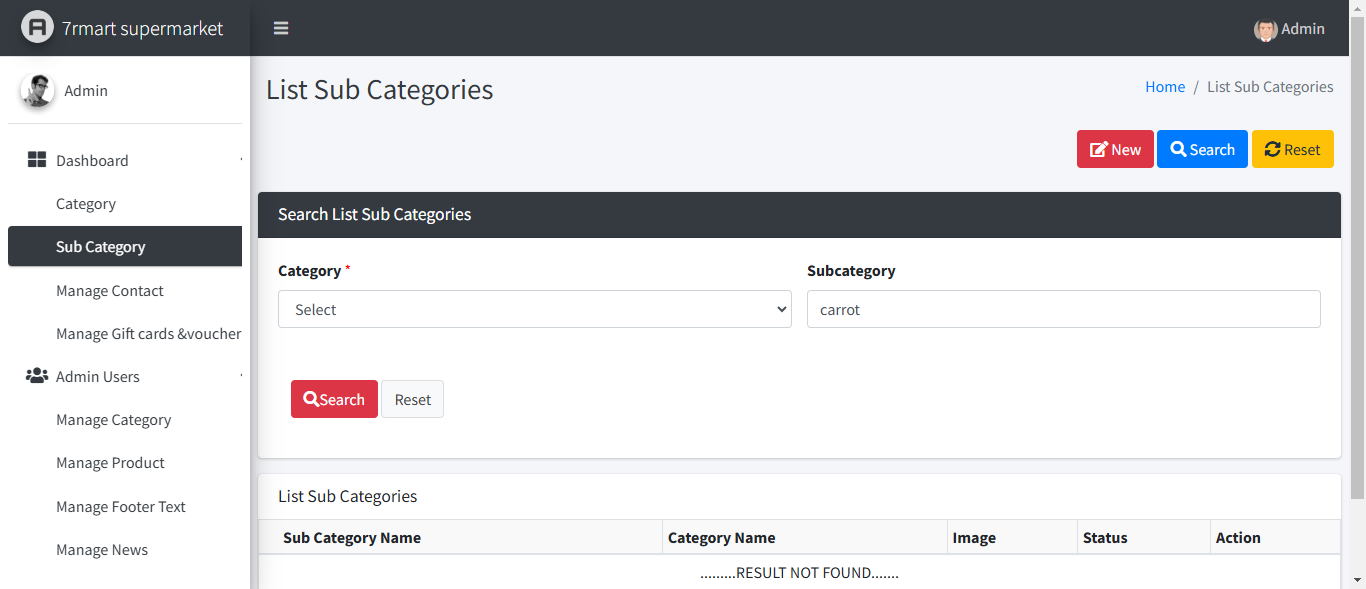 7rmart supermarket
Admin
Admin
List Sub Categories
Home / List Sub Categories
Dashboard
New
Search
Reset
Category
Search List Sub Categories
Sub Category
Category *
Subcategory
Manage Contact
Select
carrot
Manage Gift cards &voucher
Admin Users
Search
Reset
Manage Category
Manage Product
List Sub Categories
Manage Footer Text
Sub Category Name
Category Name
Image
Status
Action
Manage News
.........RESULT NOT FOUND.......